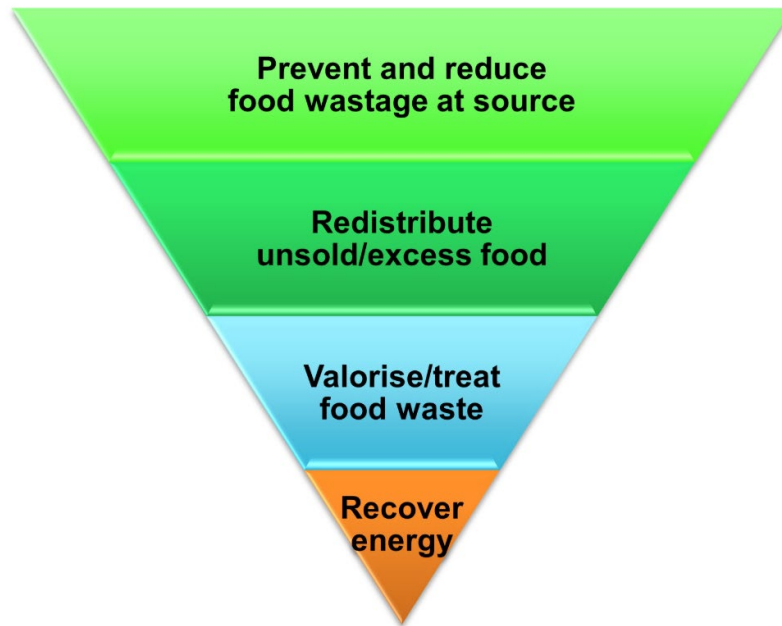 Prevent and reduce
food wastage at source
Redistribute
unsold/excess food
Valorise/treat
food waste
Recover
energy